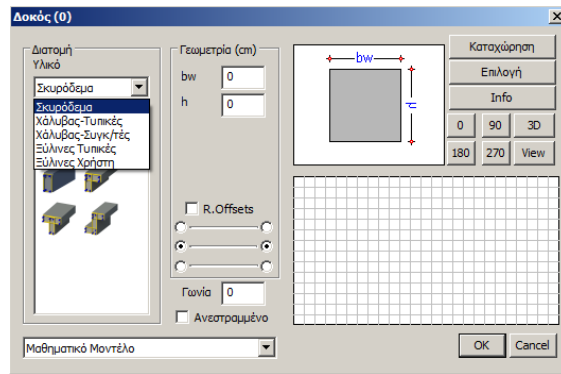 Δοκός (0)
Διατομή
Υλικό
Σκυρόδεμα
Σκυρόδεμα
Χάλυβας-Τυπικές
Χάλυβας-Συγκ/τές
Ξύλινες Τυπικές
Ξύλινες Χρήστη
Γεωμετρία (cm)
bw 0
h 0
R.Offsets
Γωνία 0
Ανεστραμμένο
bw
h
Καταχώρηση
Επιλογή
Info
0 90 3D
180 270 View
Μαθηματικό Μοντέλο
OK Cancel